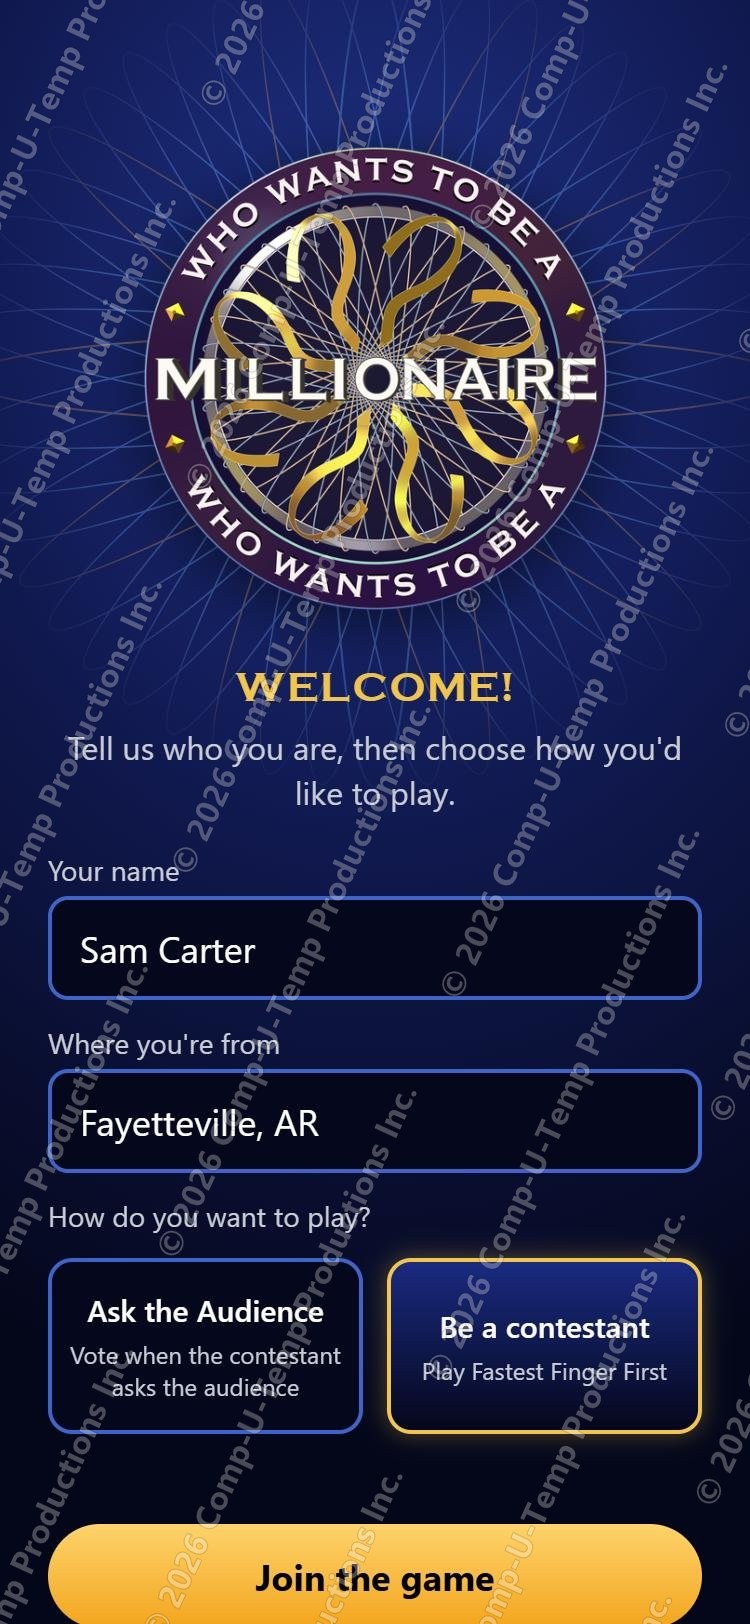 WHO WANTS TO BE A
MILLIONAIRE
WHO WANTS TO BE A
WELCOME!
Tell us who you are, then choose how you'd
like to play.
Your name
Sam Carter
Where you're from
Fayetteville, AR
How do you want to play?
Ask the Audience
Vote when the contestant
asks the audience
Be a contestant
Play Fastest Finger First
Join the game
© 2026 Comp-U-Temp Productions Inc.